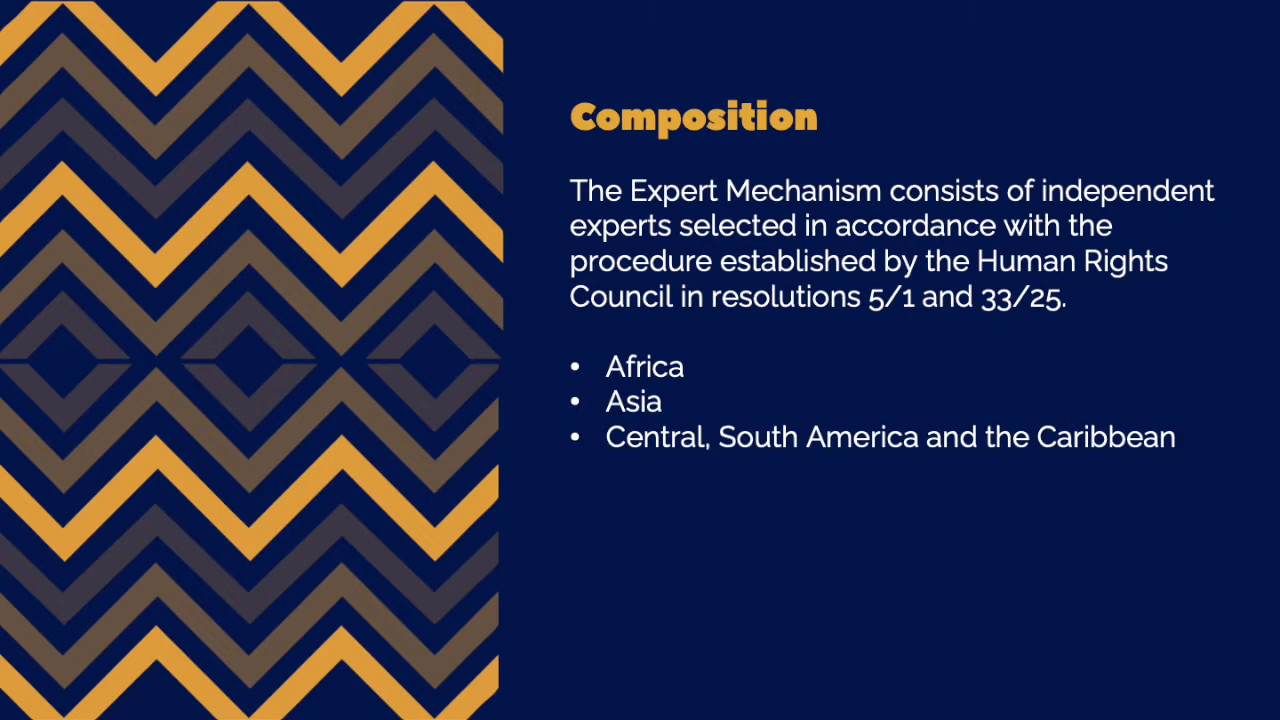 Composition
The Expert Mechanism consists of independent
experts selected in accordance with the
procedure established by the Human Rights
Council in resolutions 5/1 and 33/25.
• Africa
• Asia
• Central, South America and the Caribbean